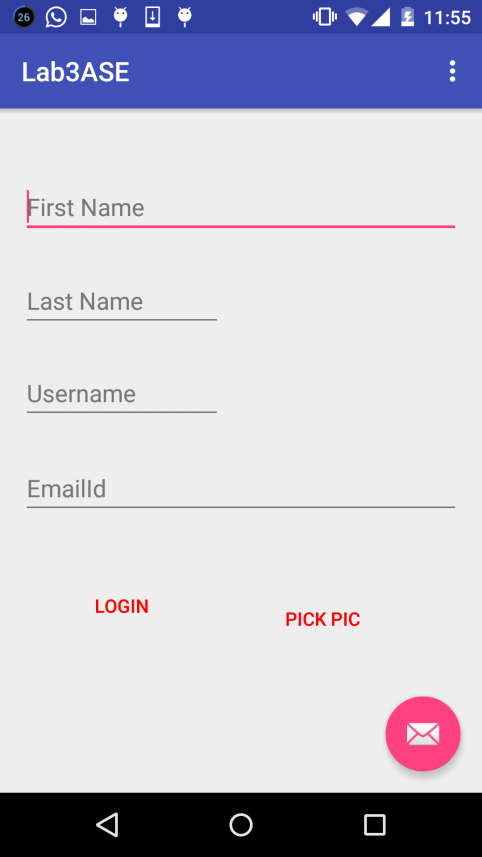 26 11:55
Lab3ASE
First Name
Last Name
Username
EmailId
LOGIN
PICK PIC